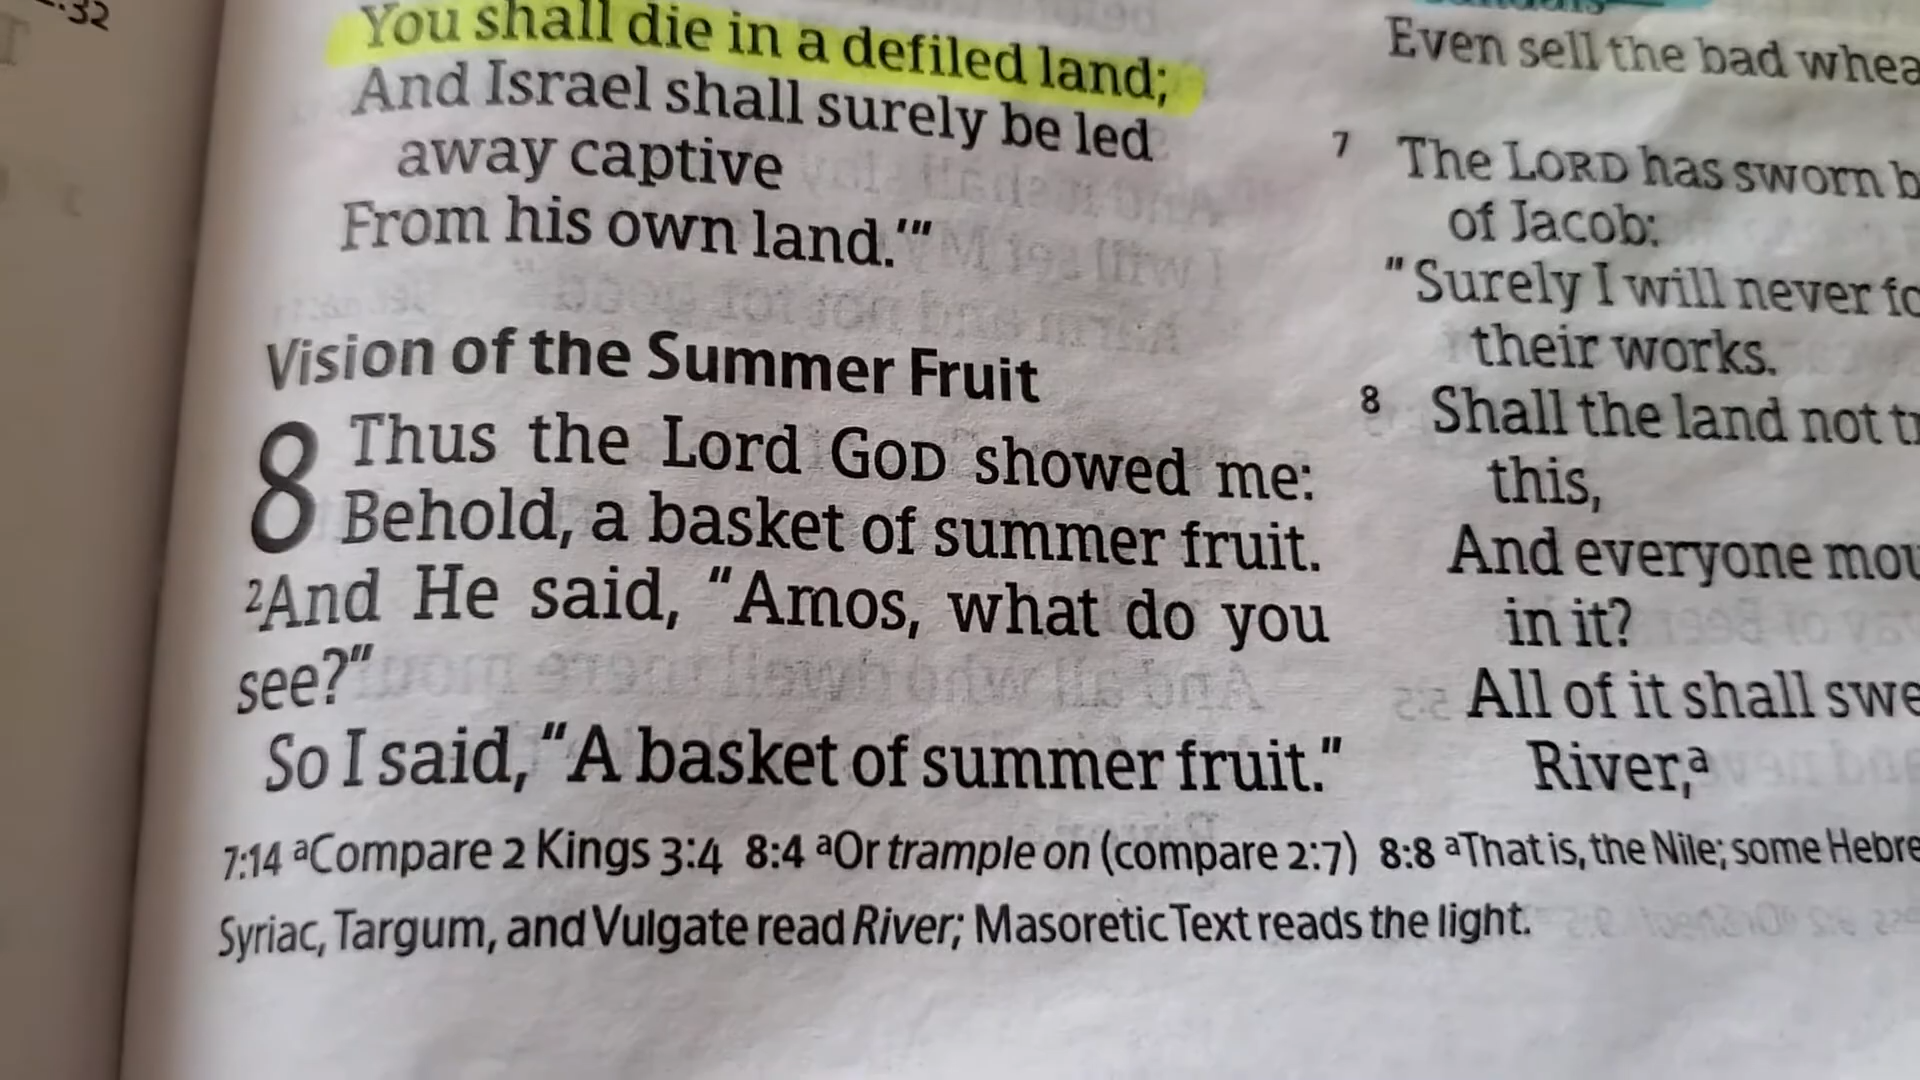 :32
You shall die in a defiled land;
And Israel shall surely be led
away captive
From his own land.'"
Vision of the Summer Fruit
8 Thus the Lord GOD showed me:
Behold, a basket of summer fruit.
2And He said, "Amos, what do you
see?"
So I said, "A basket of summer fruit."
Even sell the bad
7 The LORD has sworn
of Jacob:
"Surely I will never
their works.
8 Shall the land not
this,
And everyone
in it?
All of it shall
River,a
7:14 aCompare 2 Kings 3:4 8:4 aOr trample on (compare 2:7) 8:8 aThat is, the Nile; some
Syriac, Targum, and Vulgate read River; Masoretic Text reads the light.